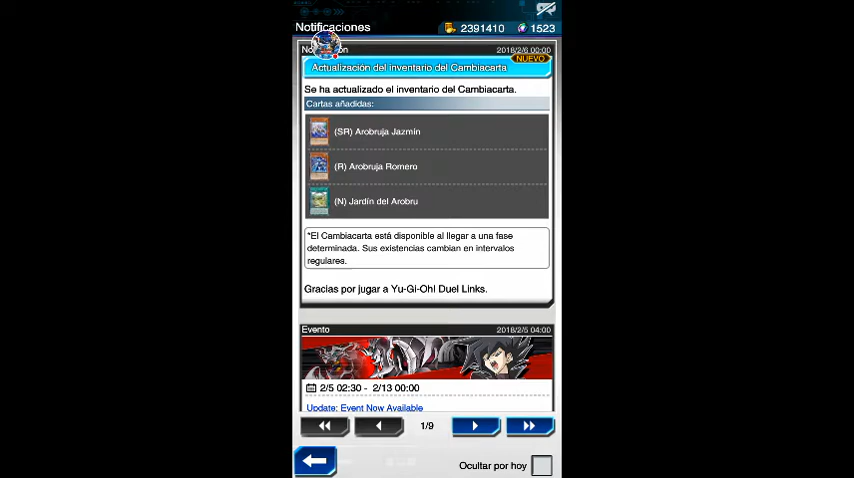 Notificaciones
2391410
1523
2018/2/6 00:00
NUEVO
Actualización del inventario del Cambiacarta
Se ha actualizado el inventario del Cambiacarta.
Cartas añadidas:
(SR) Arobruja Jazmín
(R) Arobruja Romero
(N) Jardín del Arobru
*El Cambiacarta está disponible al llegar a una fase
determinada. Sus existencias cambian en intervalos
regulares.
Gracias por jugar a Yu-Gi-Oh! Duel Links.
Evento
2018/2/5 04:00
2/5 02:30 - 2/13 00:00
Update: Event Now Available
1/9
Ocultar por hoy